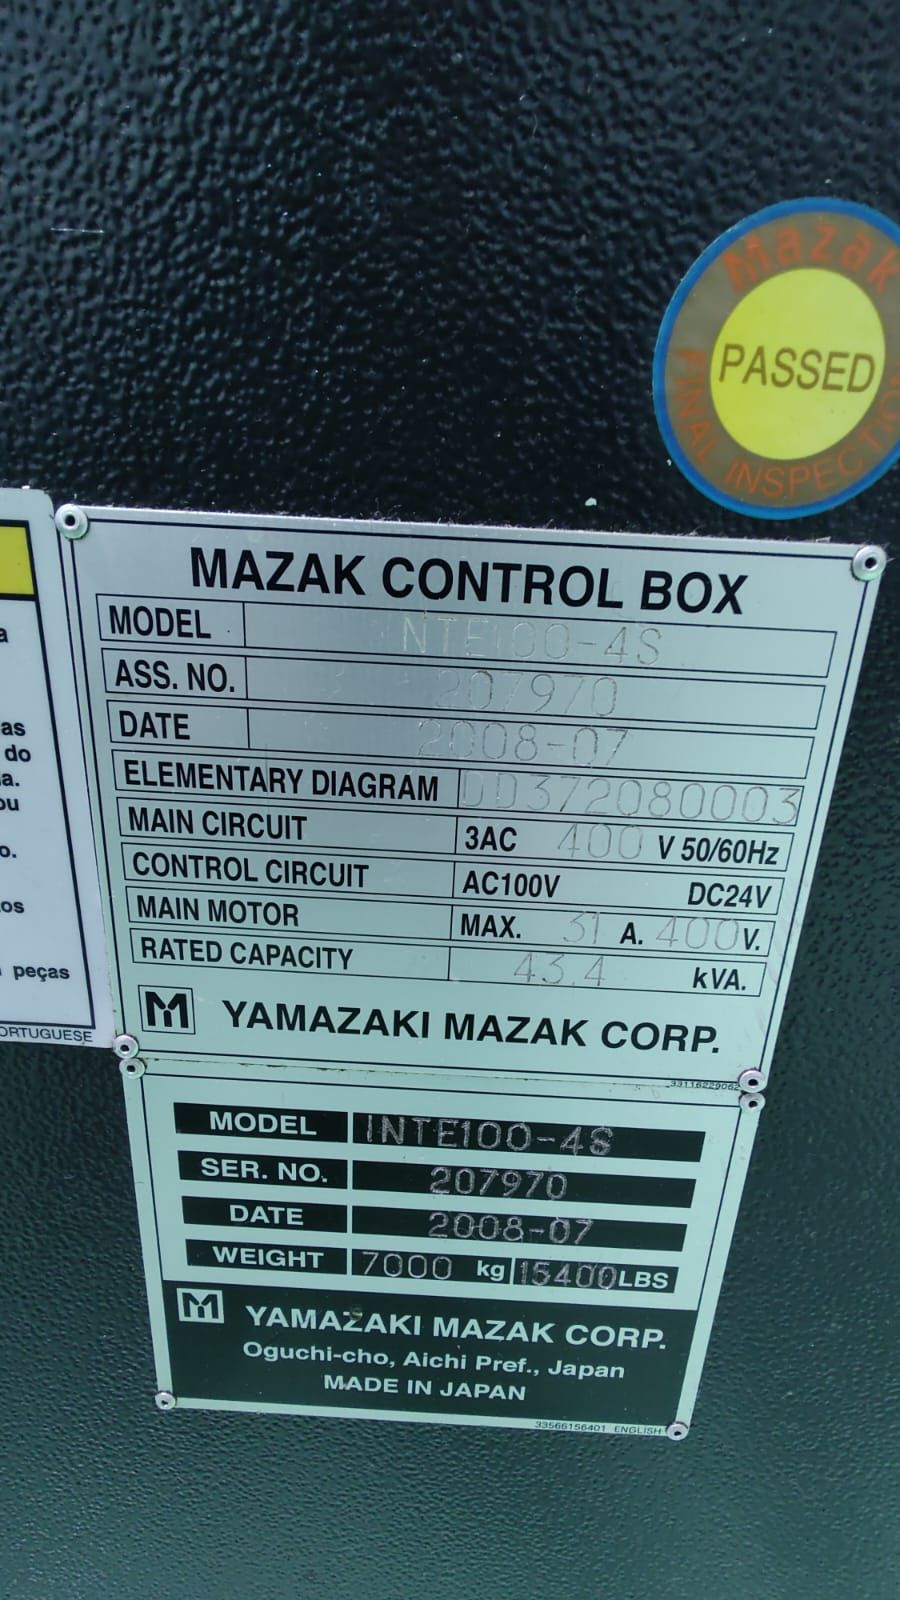 Mazak
PASSED
FINAL INSPECTION
MAZAK CONTROL BOX
MODEL INTE100-4S
ASS. NO. 207970
DATE 2008-07
ELEMENTARY DIAGRAM DD372080003
MAIN CIRCUIT 3AC 400 V 50/60Hz
CONTROL CIRCUIT AC100V DC24V
MAIN MOTOR MAX. 31 A. 400 V.
RATED CAPACITY 43.4 kVA.
YAMAZAKI MAZAK CORP.
33116229062
MODEL INTE100-4S
SER. NO. 207970
DATE 2008-07
WEIGHT 7000 kg 15400 LBS
YAMAZAKI MAZAK CORP.
Oguchi-cho, Aichi Pref., Japan
MADE IN JAPAN
33566156401 ENGLISH
do
peças